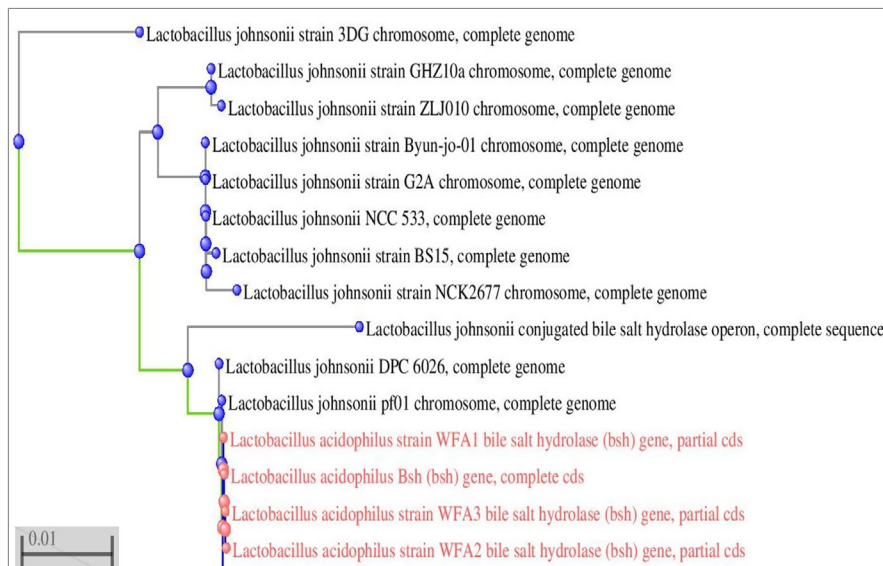 Lactobacillus johnsonii strain 3DG chromosome, complete genome
Lactobacillus johnsonii strain GHZ10a chromosome, complete genome
Lactobacillus johnsonii strain ZLJ010 chromosome, complete genome
Lactobacillus johnsonii strain Byun-jo-01 chromosome, complete genome
Lactobacillus johnsonii strain G2A chromosome, complete genome
Lactobacillus johnsonii NCC 533, complete genome
Lactobacillus johnsonii strain BS15, complete genome
Lactobacillus johnsonii strain NCK2677 chromosome, complete genome
Lactobacillus johnsonii conjugated bile salt hydrolase operon, complete sequence
Lactobacillus johnsonii DPC 6026, complete genome
Lactobacillus johnsonii pf01 chromosome, complete genome
Lactobacillus acidophilus strain WFA1 bile salt hydrolase (bsh) gene, partial cds
Lactobacillus acidophilus Bsh (bsh) gene, complete cds
Lactobacillus acidophilus strain WFA3 bile salt hydrolase (bsh) gene, partial cds
Lactobacillus acidophilus strain WFA2 bile salt hydrolase (bsh) gene, partial cds
0.01